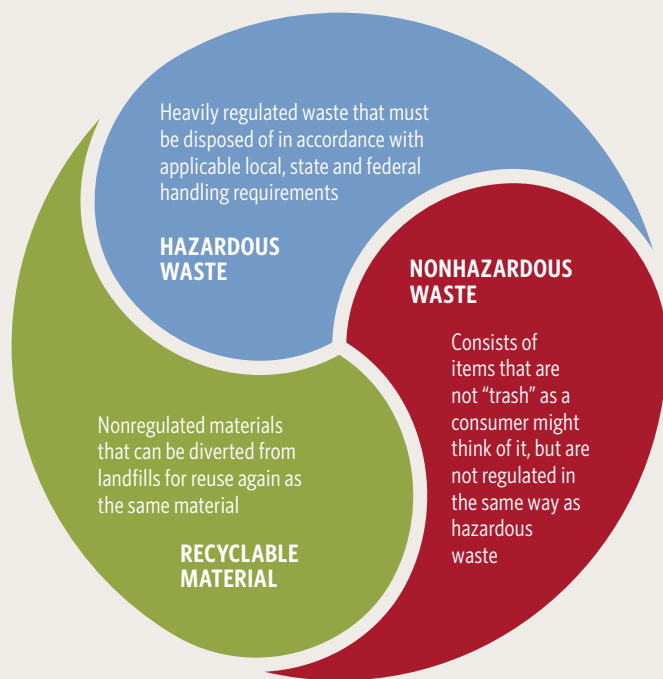 Heavily regulated waste that must
be disposed of in accordance with
applicable local, state and federal
handling requirements
HAZARDOUS
WASTE
NONHAZARDOUS
WASTE
Consists of
items that are
not “trash” as a
consumer might
think of it, but are
not regulated in
the same way as
hazardous
waste
Nonregulated materials
that can be diverted from
landfills for reuse again as
the same material
RECYCLABLE
MATERIAL